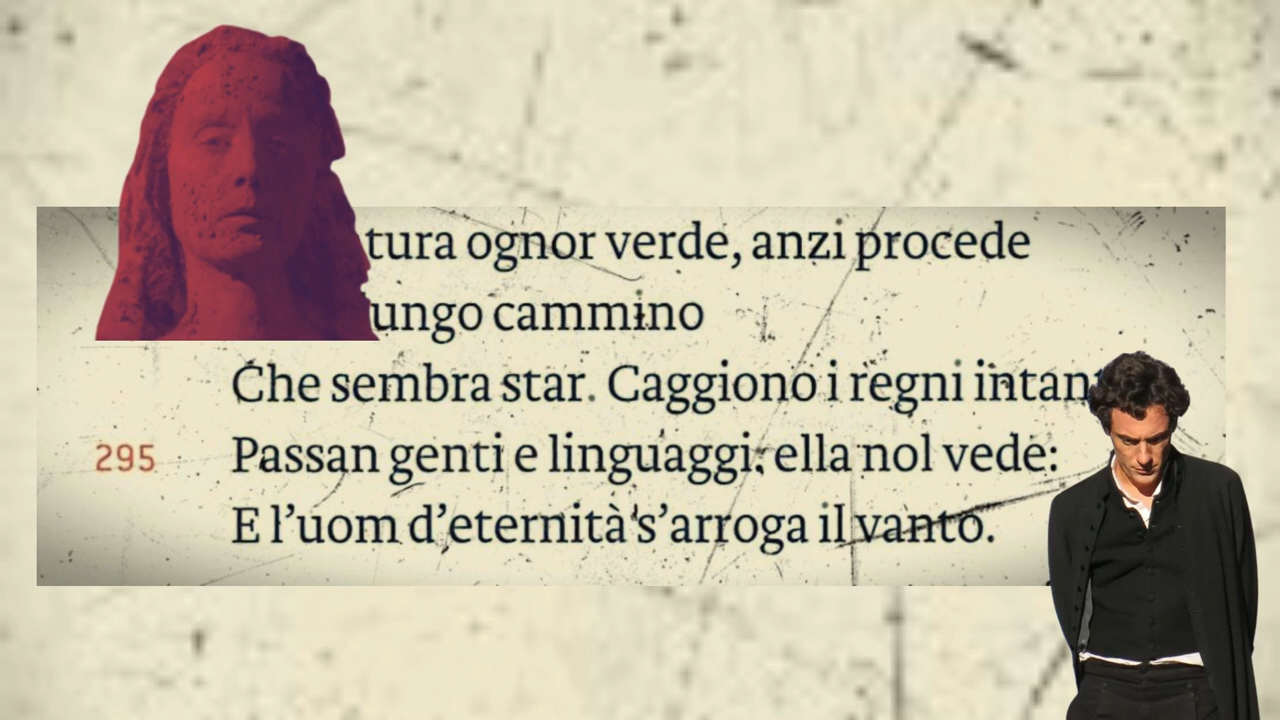 tura ognor verde, anzi procede
ungo cammino
Che sembra star. Caggiono i regni intant
295 Passan genti e linguaggi: ella nol vede:
E l’uom d’eternità s’arroga il vanto.